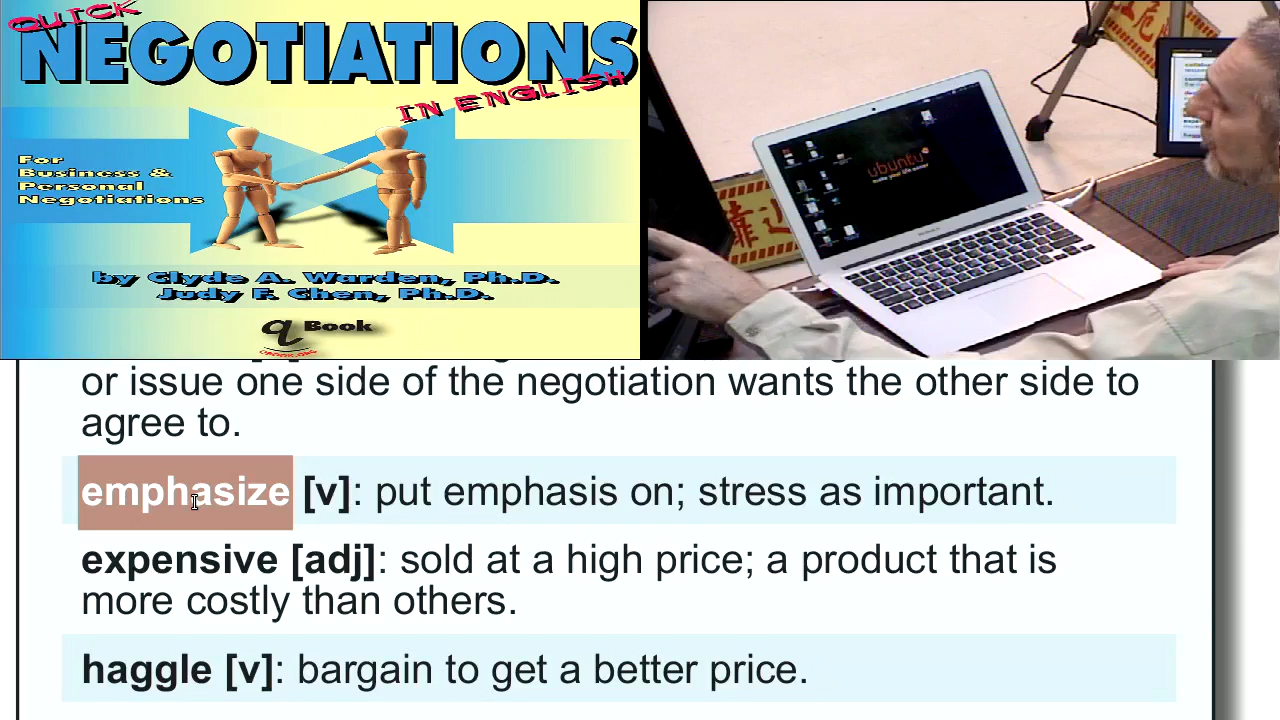 QUICK
NEGOTIATIONS
IN ENGLISH
For
Business &
Personal
Negotiations
by Clyde A. Warden, Ph.D.
Judy F. Chen, Ph.D.
q Book
ubuntu
or issue one side of the negotiation wants the other side to
agree to.
emphasize [v]: put emphasis on; stress as important.
expensive [adj]: sold at a high price; a product that is
more costly than others.
haggle [v]: bargain to get a better price.